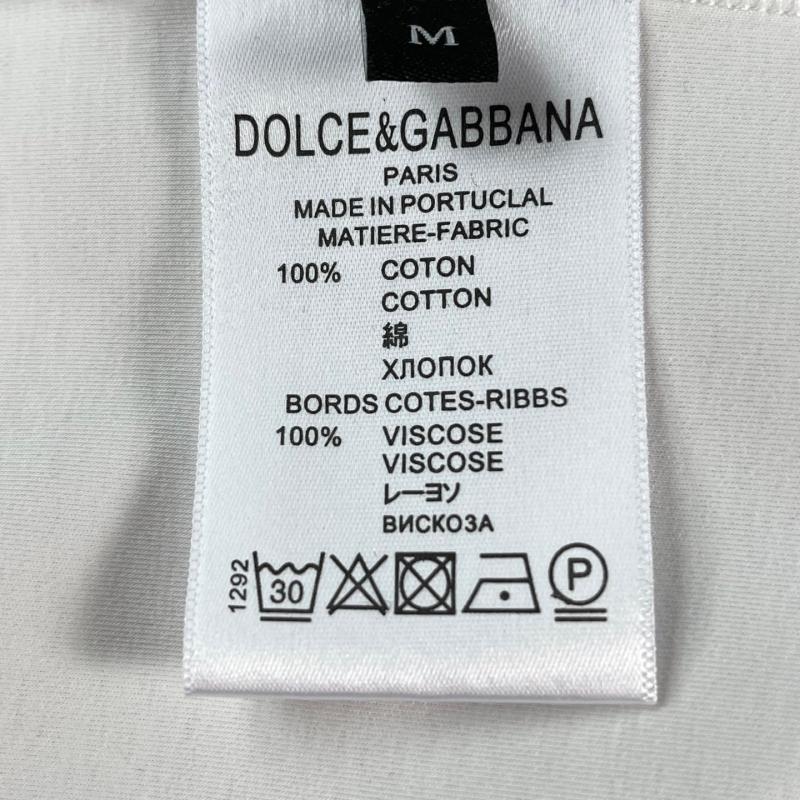 M
DOLCE&GABBANA
PARIS
MADE IN PORTUCLAL
MATIERE-FABRIC
100% COTON
COTTON
綿
ХЛОПОК
BORDS COTES-RIBBS
100% VISCOSE
VISCOSE
レーヨソ
ВИСКОЗА
1292 30 P